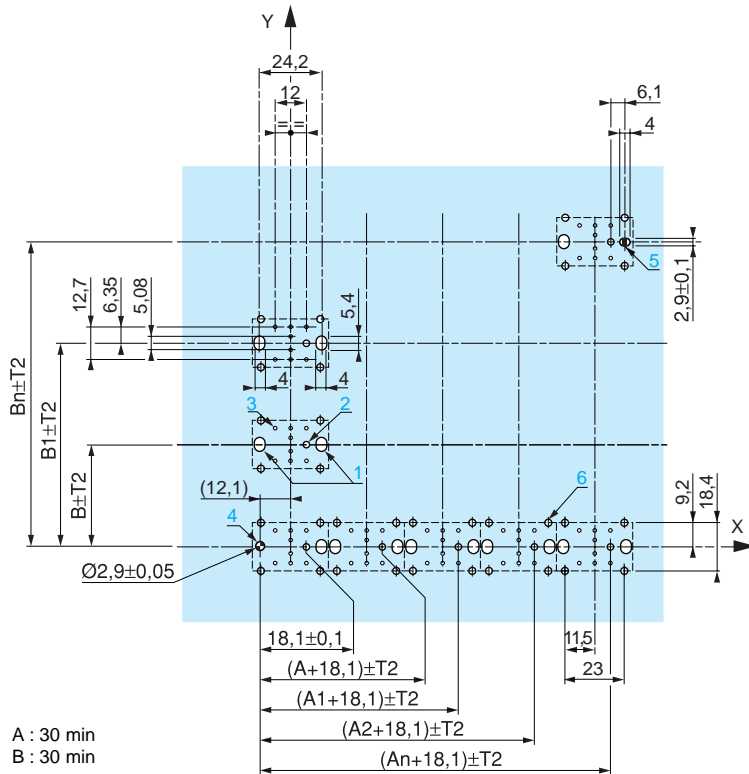 Y
24,2
12
= =
6,1
4
5
2,9±0,1
12,7
6,35
5,08
5,4
4
4
3
2
1
Bn±T2
B1±T2
B±T2
(12,1)
4
6
9,2
18,4
X
Ø2,9±0,05
18,1±0,1
11,5
(A+18,1)±T2
23
(A1+18,1)±T2
(A2+18,1)±T2
(An+18,1)±T2
A : 30 min
B : 30 min